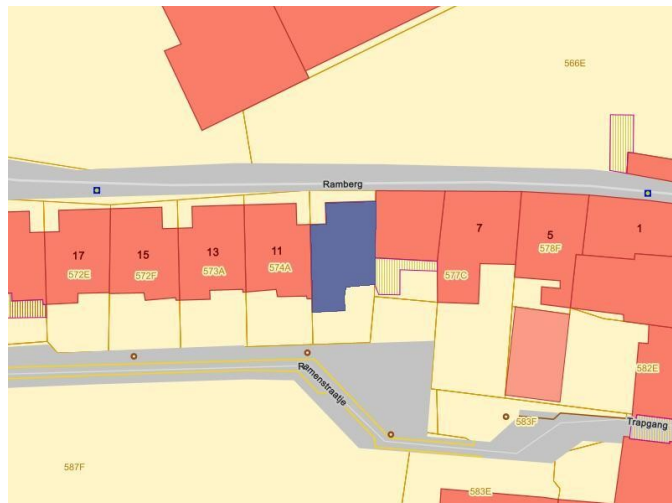 566E
Ramberg
17
15
13
11
7
5
1
572E
572F
573A
574A
577C
578F
582E
Ramenstraatje
583F
Trapgang
587F
583E